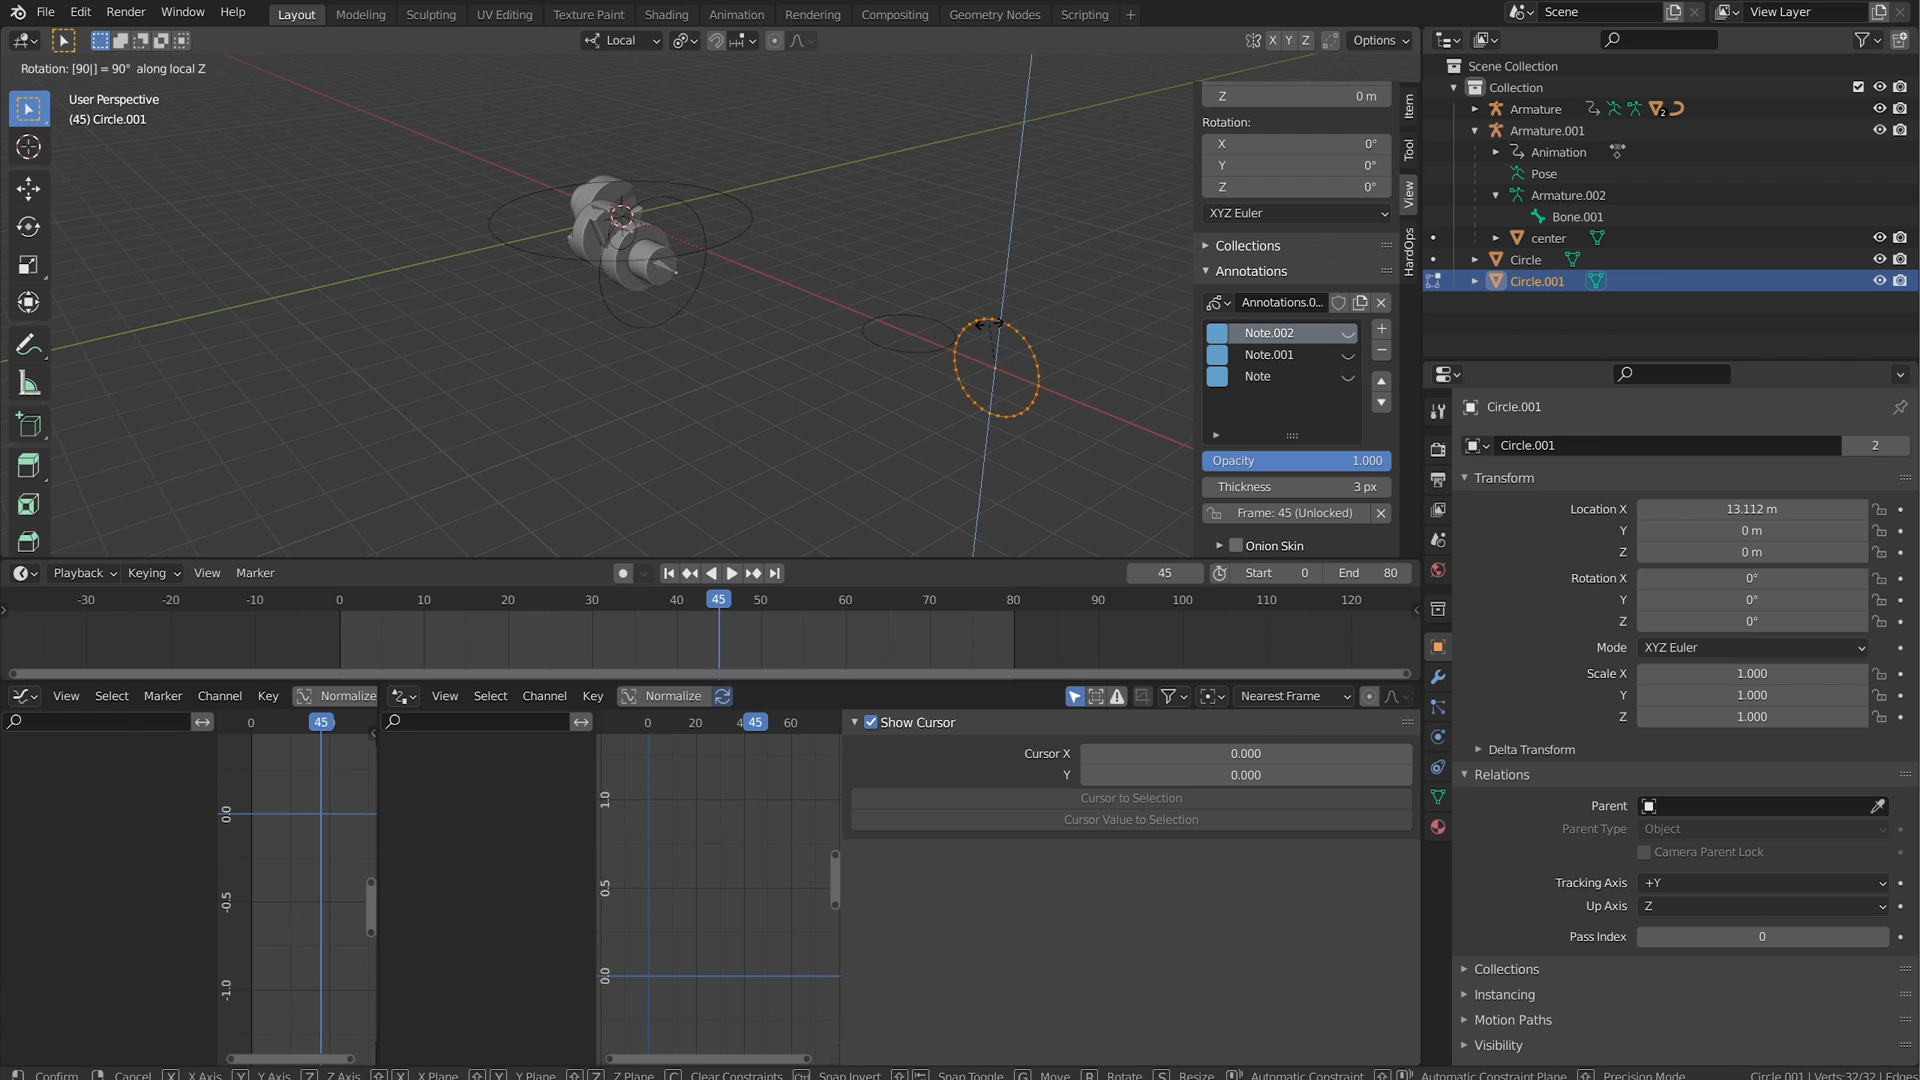 File Edit Render Window Help Layout Modeling Sculpting UV Editing Texture Paint Shading Animation Rendering Compositing Geometry Nodes Scripting Scene View Layer
Local X Y Z Options
Rotation: [90|] = 90° along local Z
User Perspective
(45) Circle.001
Z 0 m
Rotation:
X 0°
Y 0°
Z 0°
XYZ Euler
Collections
Annotations
Annotations.0...
Note.002
Note.001
Note
Opacity 1.000
Thickness 3 px
Frame: 45 (Unlocked)
Onion Skin
Item
Tool
View
HardOps
Scene Collection
Collection
Armature 2
Armature.001
Animation
Pose
Armature.002
Bone.001
center
Circle
Circle.001
Circle.001
Circle.001 2
Transform
Location X 13.112 m
Y 0 m
Z 0 m
Rotation X 0°
Y 0°
Z 0°
Mode XYZ Euler
Scale X 1.000
Y 1.000
Z 1.000
Delta Transform
Relations
Parent
Parent Type Object
Camera Parent Lock
Tracking Axis +Y
Up Axis Z
Pass Index 0
Collections
Instancing
Motion Paths
Visibility
Playback Keying View Marker 45 Start 0 End 80
-30 -20 -10 0 10 20 30 40 45 50 60 70 80 90 100 110 120
View Select Marker Channel Key Normalize
0 45
0.0
-0.5
-1.0
View Select Channel Key Normalize Nearest Frame
0 20 4 45 60
1.0
0.5
0.0
Show Cursor
Cursor X 0.000
Y 0.000
Cursor to Selection
Cursor Value to Selection
Confirm Cancel X X Axis Y Y Axis Z Z Axis X X Plane Y Y Plane Z Z Plane C Clear Constraints Ctrl Snap Invert Snap Toggle G Move R Rotate S Resize Automatic Constraint Automatic Constraint Plane Precision Mode Circle.001 | Verts:32/32 | Edges